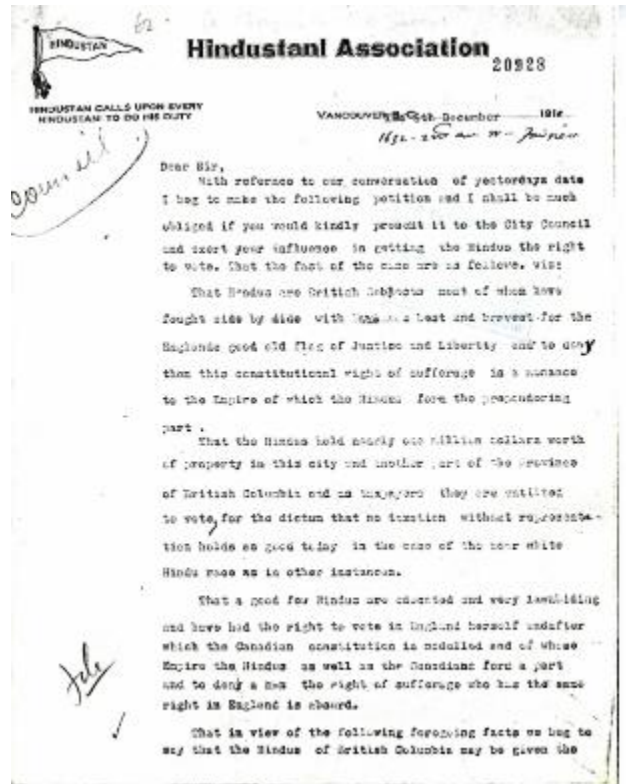 HINDUSTAN
Hindustani Association
20928
HINDUSTAN CALLS UPON EVERY
HINDUSTANI TO DO HIS DUTY
VANCOUVER, B.C. 5th December 191
Council
Dear Sir,
With refernce to our conversation of yesterdays date
I beg to make the following petition and I shall be much
obliged if you would kindly present it to the City Council
and exert your influence in getting the Hindus the right
to vote. That the fact of the case are as follows. viz:
That Hindus are British Subjects most of whom have
fought side by side with best and bravest for the
Englands good old flag of Justice and Liberty and to deny
them this constitutional right of sufferage is a menance
to the Empire of which the Hindus form the
part .
That the Hindus hold nearly one million dollars worth
of property in this city and another part of the Province
of British Columbia and as taxpayers they are entitled
to vote, for the dictum that no taxation without representa-
tion holds as good today in the case of the near white
Hindu race as in other instances.
That a good few Hindus are educated and very lawabiding
and have had the right to vote in England herself
which the Canadian constitution is modelled and of whose
Empire the Hindus as well as the Canadians form a part
and to deny a man the right of sufferage who has the same
right in England is absurd.
That in view of the following foregoing facts we beg to
say that the Hindus of British Columbia may be given the